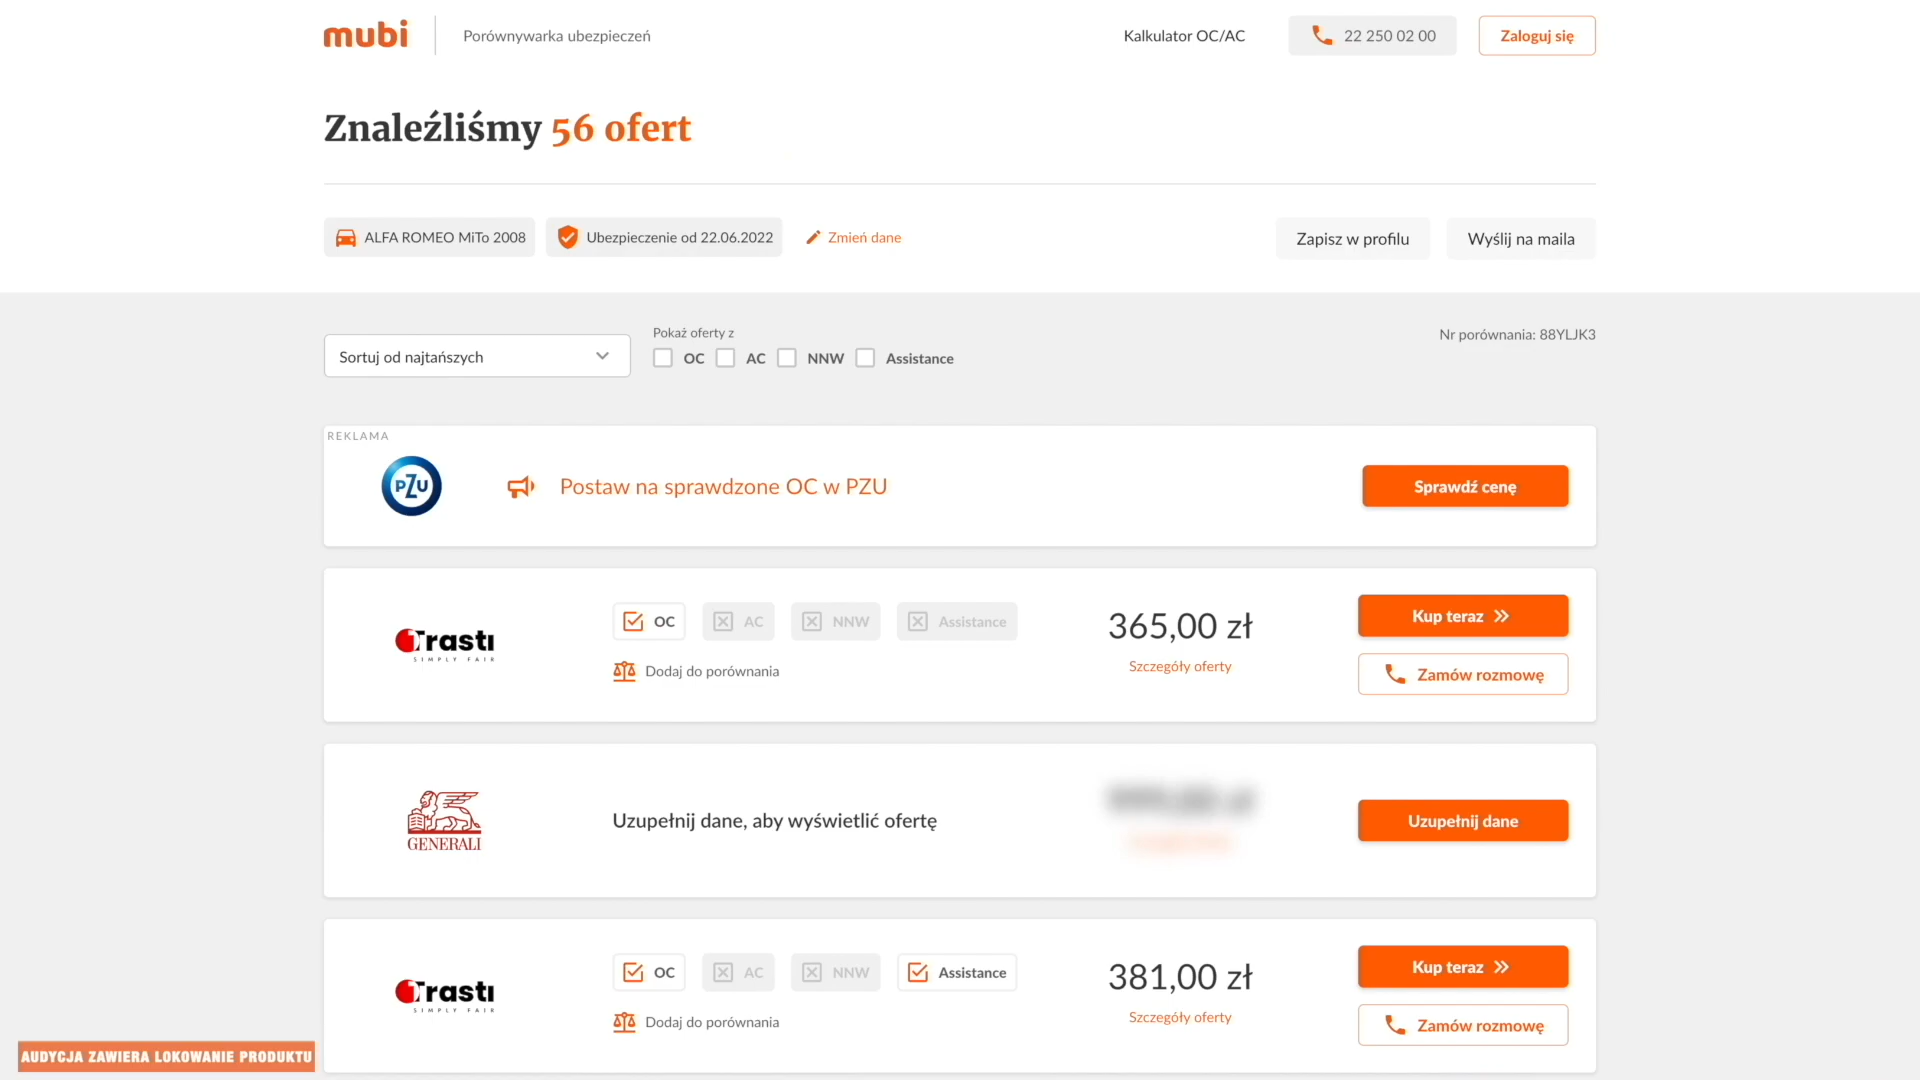 mubi
Porównywarka ubezpieczeń
Kalkulator OC/AC
22 250 02 00
Zaloguj się
Znaleźliśmy 56 ofert
ALFA ROMEO MiTo 2008
Ubezpieczenie od 22.06.2022
Zmień dane
Zapisz w profilu
Wyślij na maila
Sortuj od najtańszych
Pokaż oferty z
OC AC NNW Assistance
Nr porównania: 88YLJK3
REKLAMA
PZU
Postaw na sprawdzone OC w PZU
Sprawdź cenę
Trasti
SIMPLY FAIR
OC AC NNW Assistance
Dodaj do porównania
365,00 zł
Szczegóły oferty
Kup teraz
Zamów rozmowę
GENERALI
Uzupełnij dane, aby wyświetlić ofertę
Uzupełnij dane
Trasti
SIMPLY FAIR
OC AC NNW Assistance
Dodaj do porównania
381,00 zł
Szczegóły oferty
Kup teraz
Zamów rozmowę
AUDYCJA ZAWIERA LOKOWANIE PRODUKTU